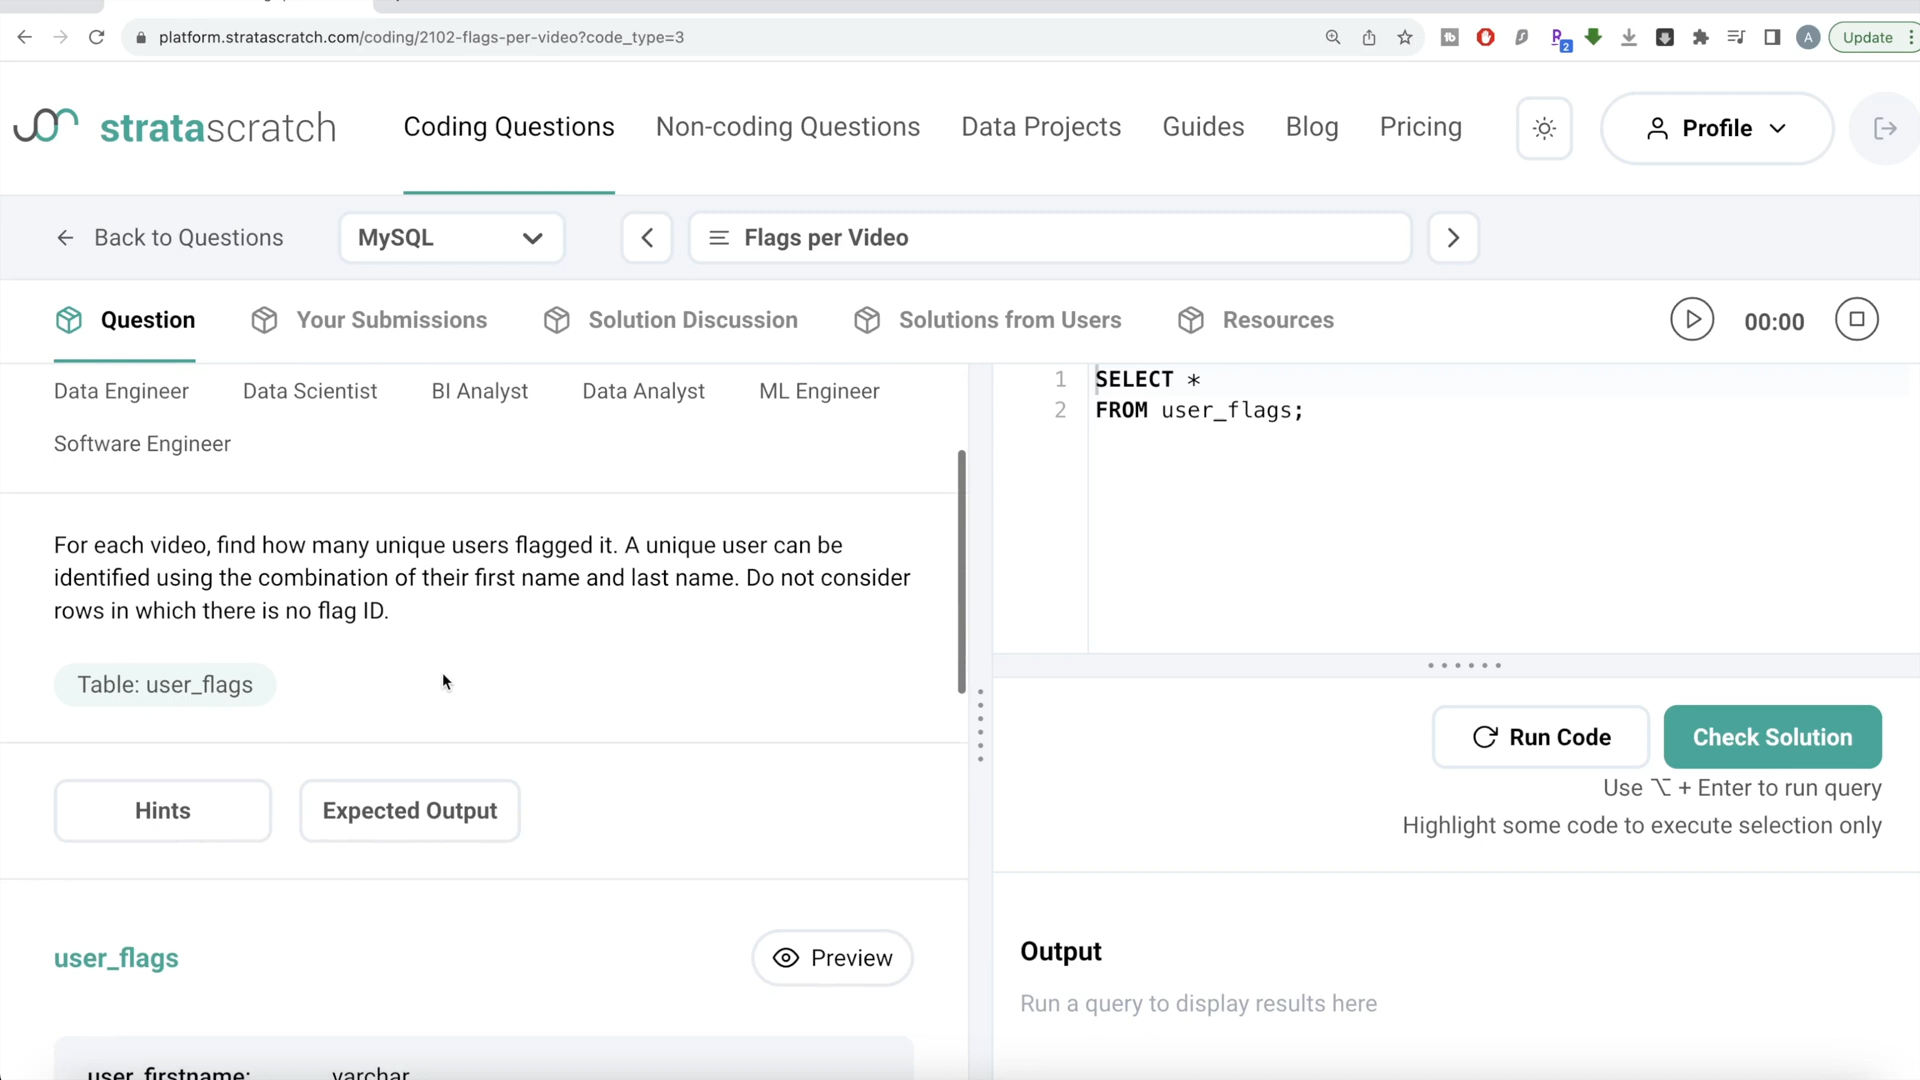 platform.stratascratch.com/coding/2102-flags-per-video?code_type=3
tb
2
A
Update
stratascratch
Coding Questions
Non-coding Questions
Data Projects
Guides
Blog
Pricing
Profile
Back to Questions
MySQL
Flags per Video
Question
Your Submissions
Solution Discussion
Solutions from Users
Resources
00:00
Data Engineer
Data Scientist
BI Analyst
Data Analyst
ML Engineer
Software Engineer
For each video, find how many unique users flagged it. A unique user can be
identified using the combination of their first name and last name. Do not consider
rows in which there is no flag ID.
Table: user_flags
Hints
Expected Output
user_flags
Preview
user_firstname:
varchar
1 SELECT *
2 FROM user_flags;
Run Code
Check Solution
Use ⌥ + Enter to run query
Highlight some code to execute selection only
Output
Run a query to display results here